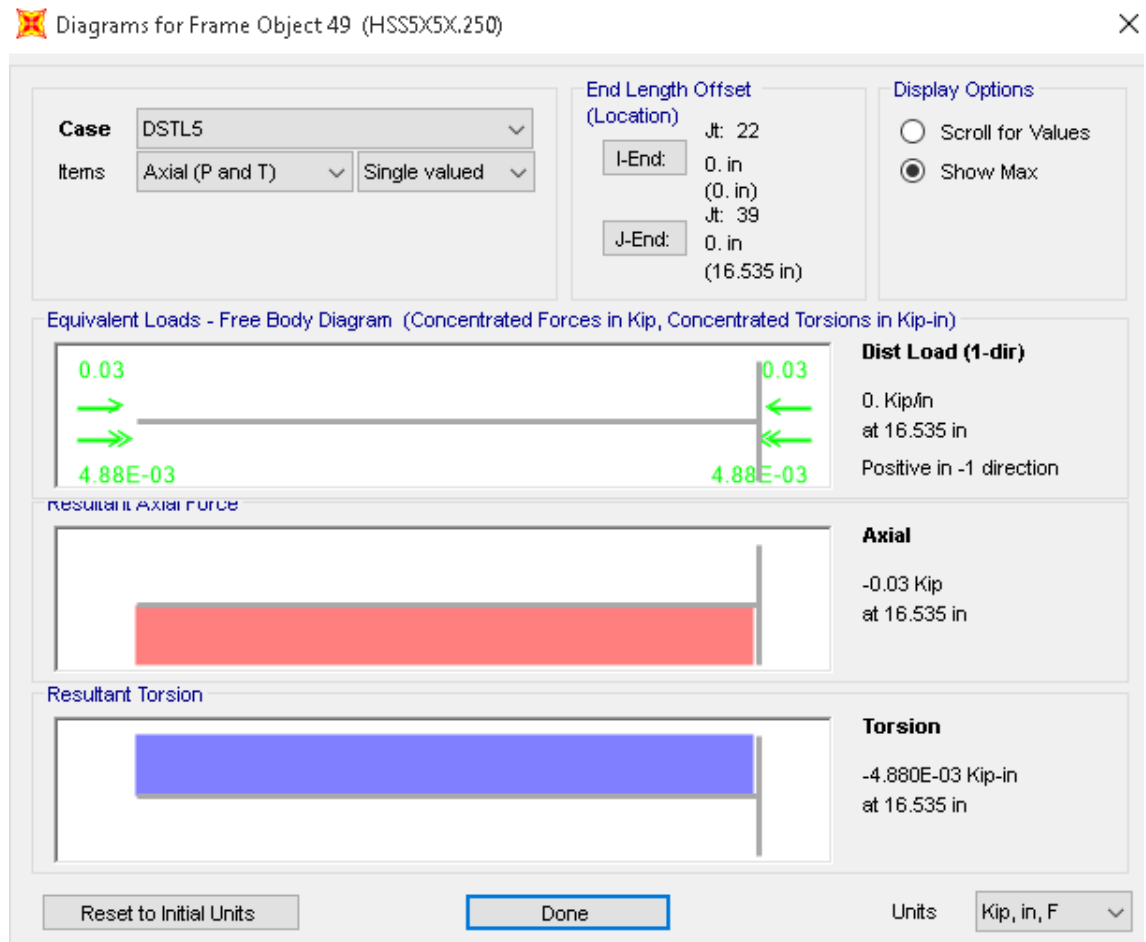 Diagrams for Frame Object 49 (HSS5X5X.250)
Case DSTL5
Items Axial (P and T) Single valued
End Length Offset
(Location)
Jt: 22
I-End: 0. in
(0. in)
Jt: 39
J-End: 0. in
(16.535 in)
Display Options
Scroll for Values
Show Max
Equivalent Loads - Free Body Diagram (Concentrated Forces in Kip, Concentrated Torsions in Kip-in)
0.03 0.03
4.88E-03 4.88E-03
Dist Load (1-dir)
0. Kip/in
at 16.535 in
Positive in -1 direction
Resultant Axial Force
Axial
-0.03 Kip
at 16.535 in
Resultant Torsion
Torsion
-4.880E-03 Kip-in
at 16.535 in
Reset to Initial Units Done Units Kip, in, F